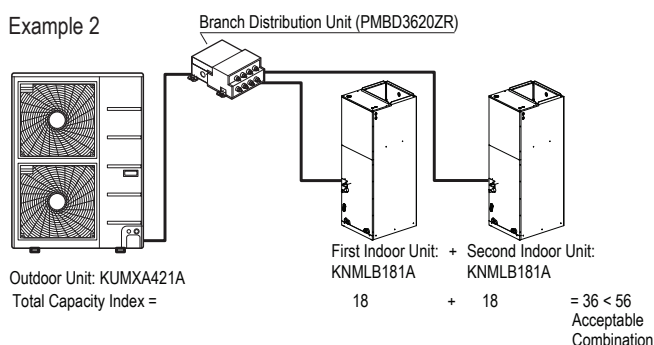 Example 2
Branch Distribution Unit (PMBD3620ZR)
First Indoor Unit: + Second Indoor Unit:
KNMLB181A KNMLB181A
Outdoor Unit: KUMXA421A
Total Capacity Index = 18 + 18 = 36 < 56
Acceptable
Combination